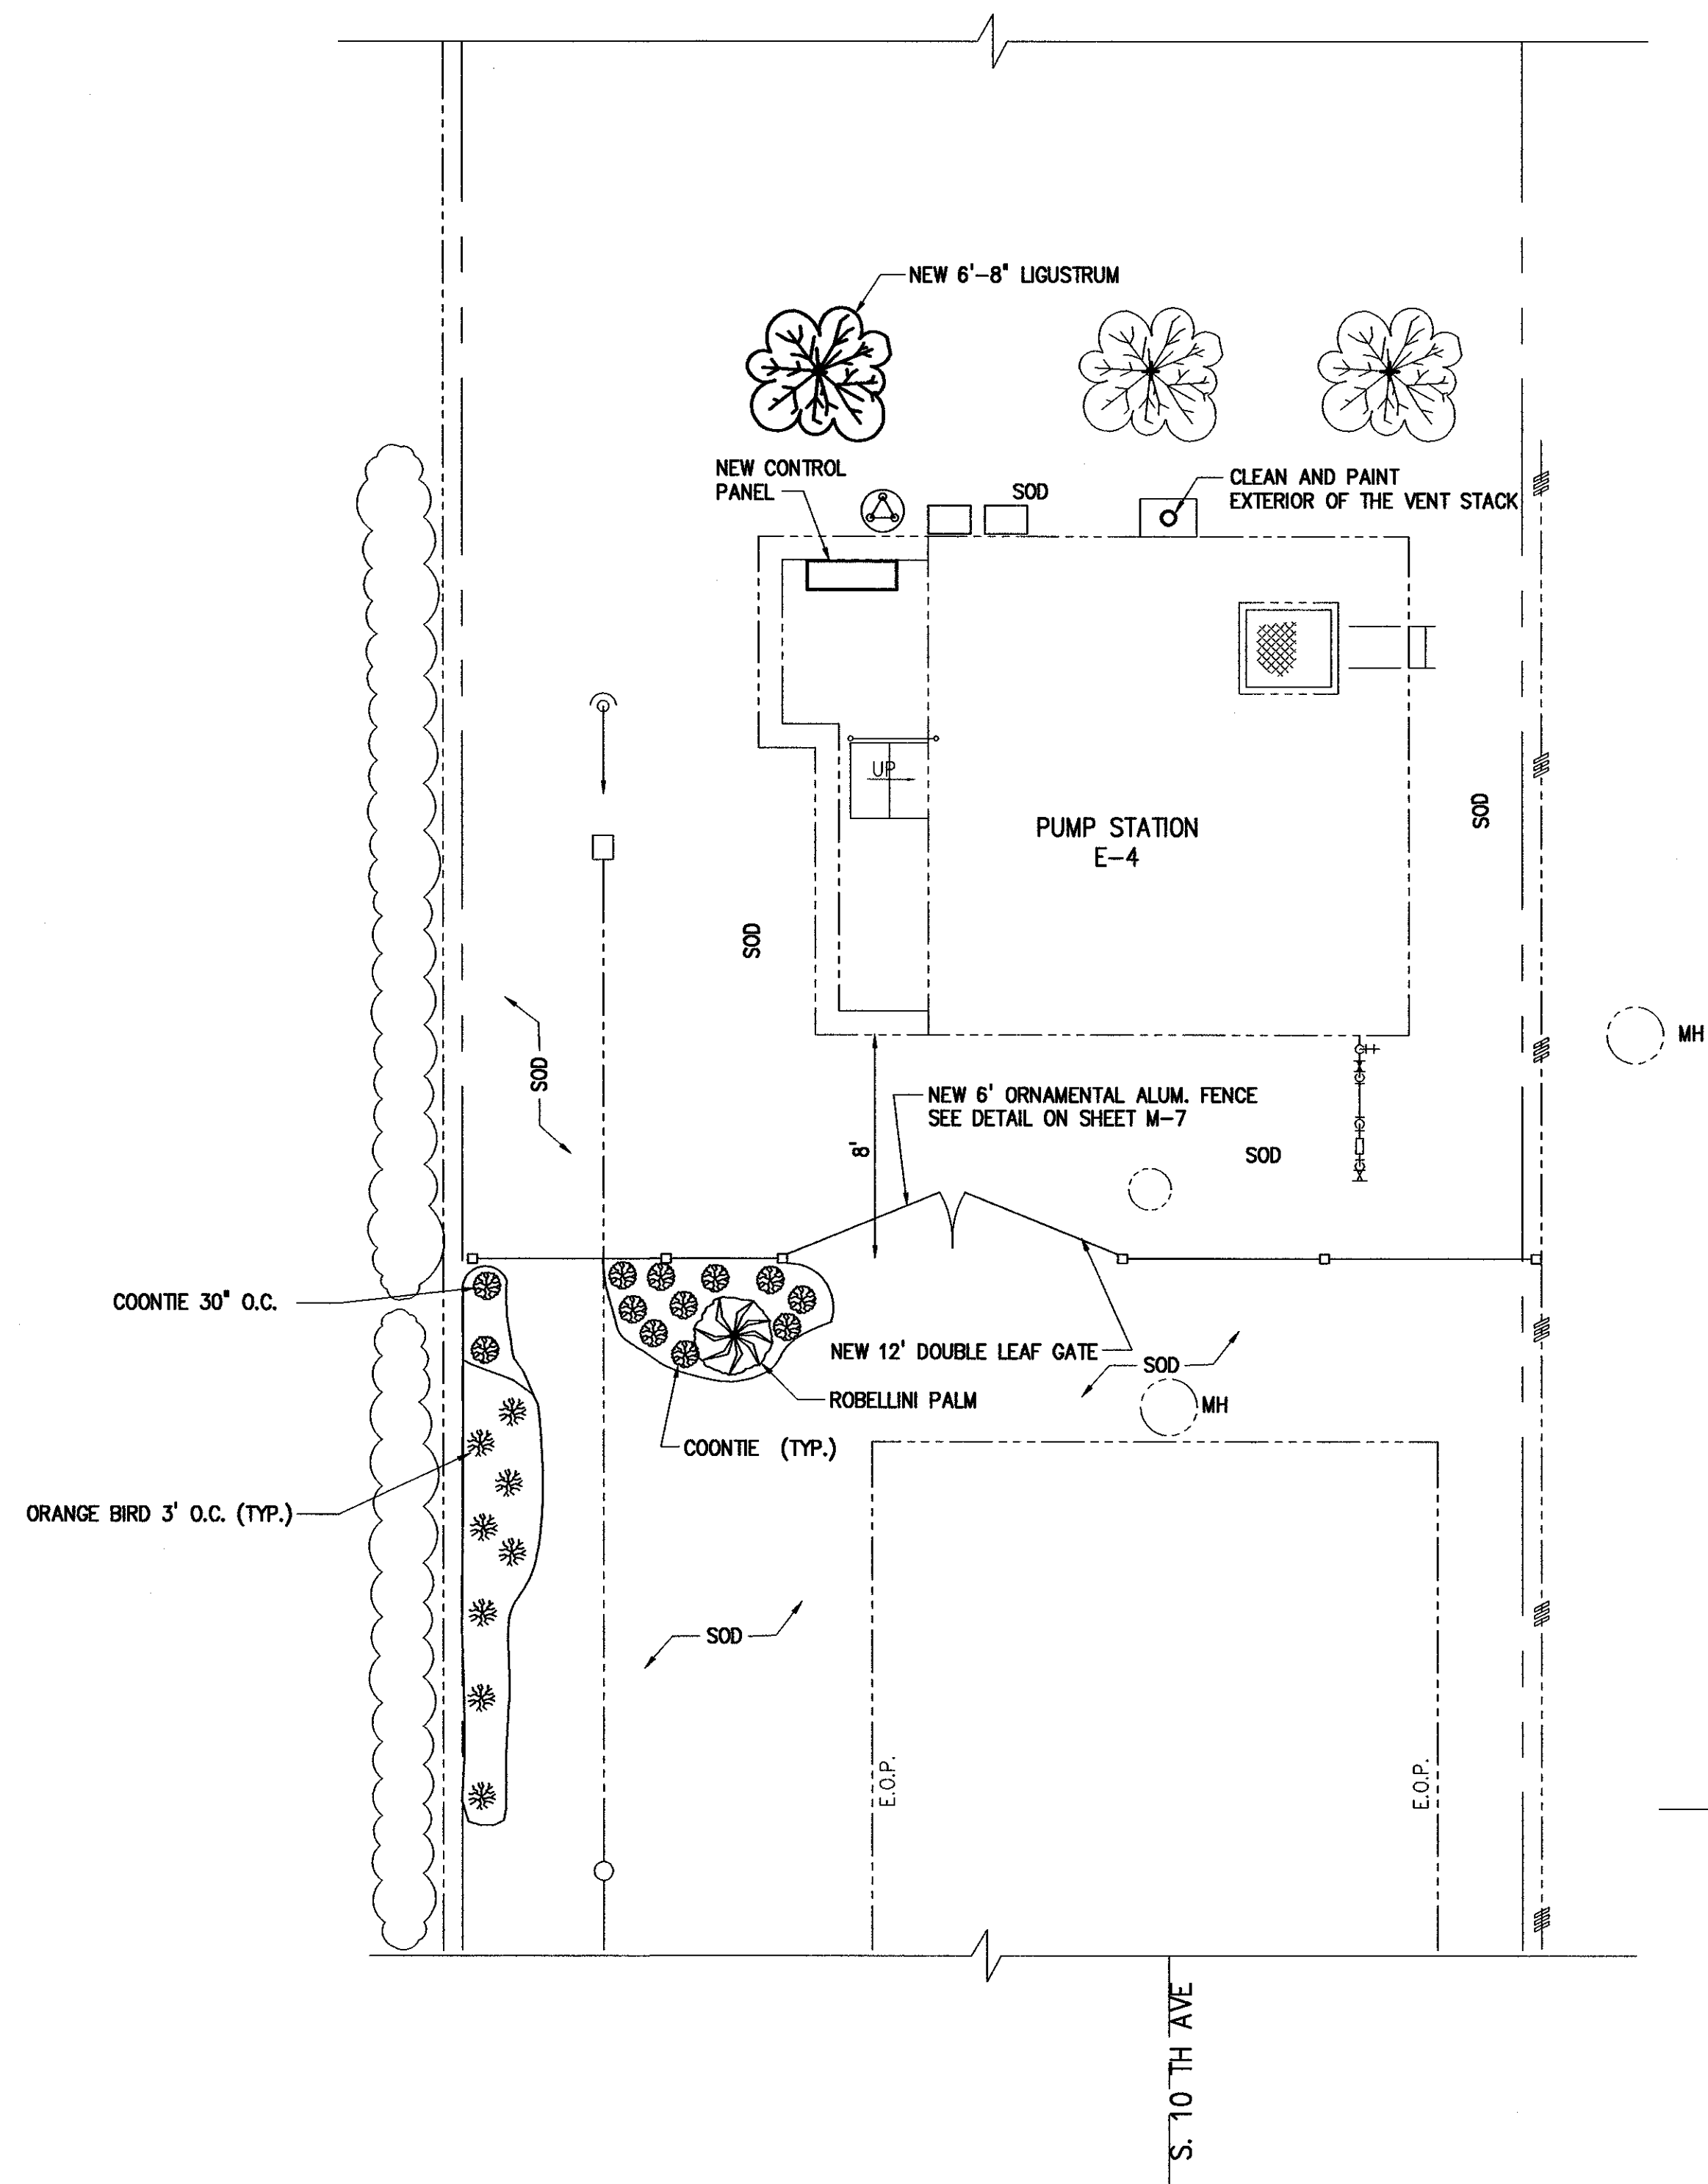 NEW 6'-8" LIGUSTRUM
NEW CONTROL
PANEL
SOD
CLEAN AND PAINT
EXTERIOR OF THE VENT STACK
UP
PUMP STATION
E-4
SOD
SOD
SOD
MH
NEW 6' ORNAMENTAL ALUM. FENCE
SEE DETAIL ON SHEET M-7
8'
SOD
COONTIE 30" O.C.
NEW 12' DOUBLE LEAF GATE
SOD
ROBELLINI PALM
MH
COONTIE (TYP.)
ORANGE BIRD 3' O.C. (TYP.)
SOD
E.O.P.
E.O.P.
S. 10 TH AVE